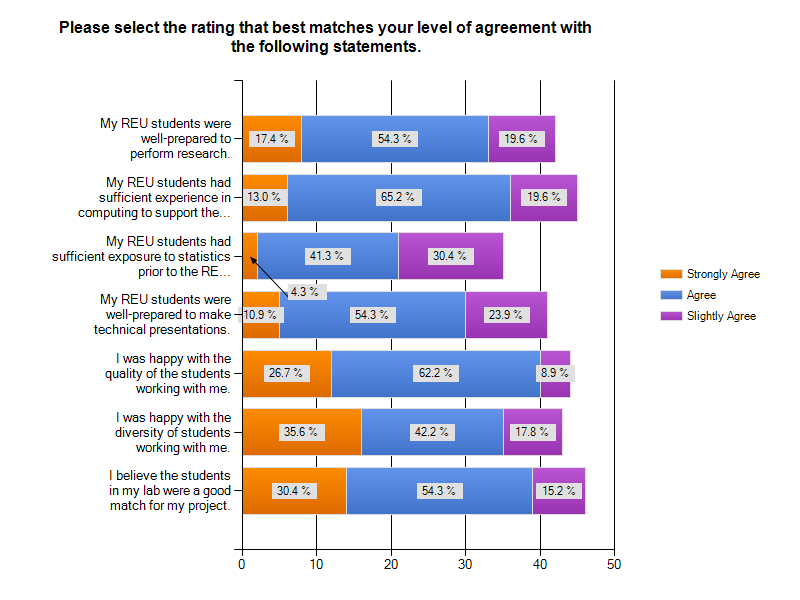 Please select the rating that best matches your level of agreement with
the following statements.
My REU students were
well-prepared to
perform research.
17.4 %
54.3 %
19.6 %
My REU students had
sufficient experience in
computing to support the...
13.0 %
65.2 %
19.6 %
My REU students had
sufficient exposure to statistics
prior to the RE...
4.3 %
41.3 %
30.4 %
My REU students were
well-prepared to make
technical presentations.
10.9 %
54.3 %
23.9 %
I was happy with the
quality of the students
working with me.
26.7 %
62.2 %
8.9 %
I was happy with the
diversity of students
working with me.
35.6 %
42.2 %
17.8 %
I believe the students
in my lab were a good
match for my project.
30.4 %
54.3 %
15.2 %
0
10
20
30
40
50
Strongly Agree
Agree
Slightly Agree